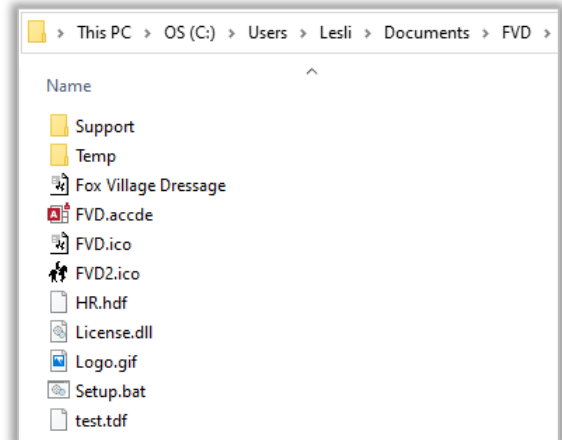 This PC > OS (C:) > Users > Lesli > Documents > FVD >
Name
Support
Temp
Fox Village Dressage
FVD.accde
FVD.ico
FVD2.ico
HR.hdf
License.dll
Logo.gif
Setup.bat
test.tdf